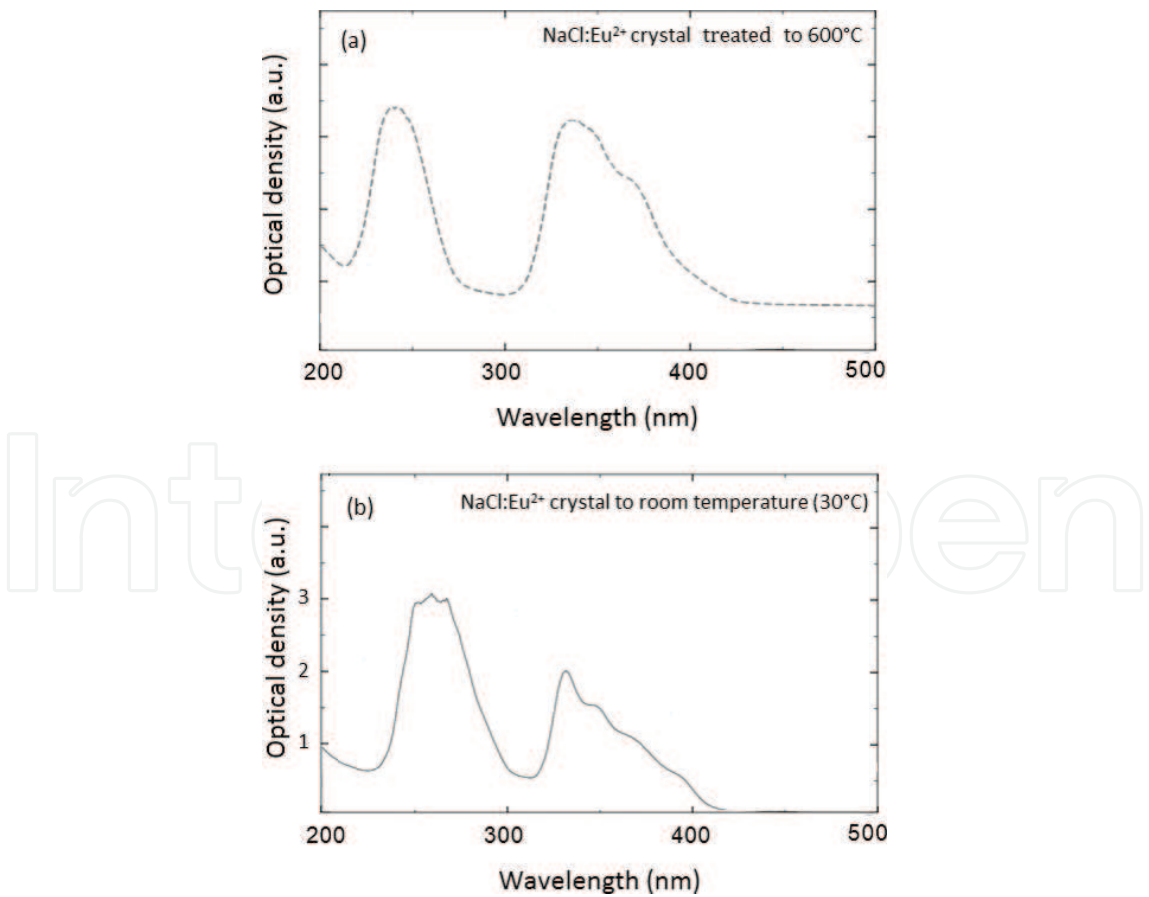 (a)
NaCl:Eu²⁺ crystal treated to 600°C
Optical density (a.u.)
200
300
400
500
Wavelength (nm)
IntechOpen
(b)
NaCl:Eu²⁺ crystal to room temperature (30°C)
Optical density (a.u.)
3
2
1
200
300
400
500
Wavelength (nm)